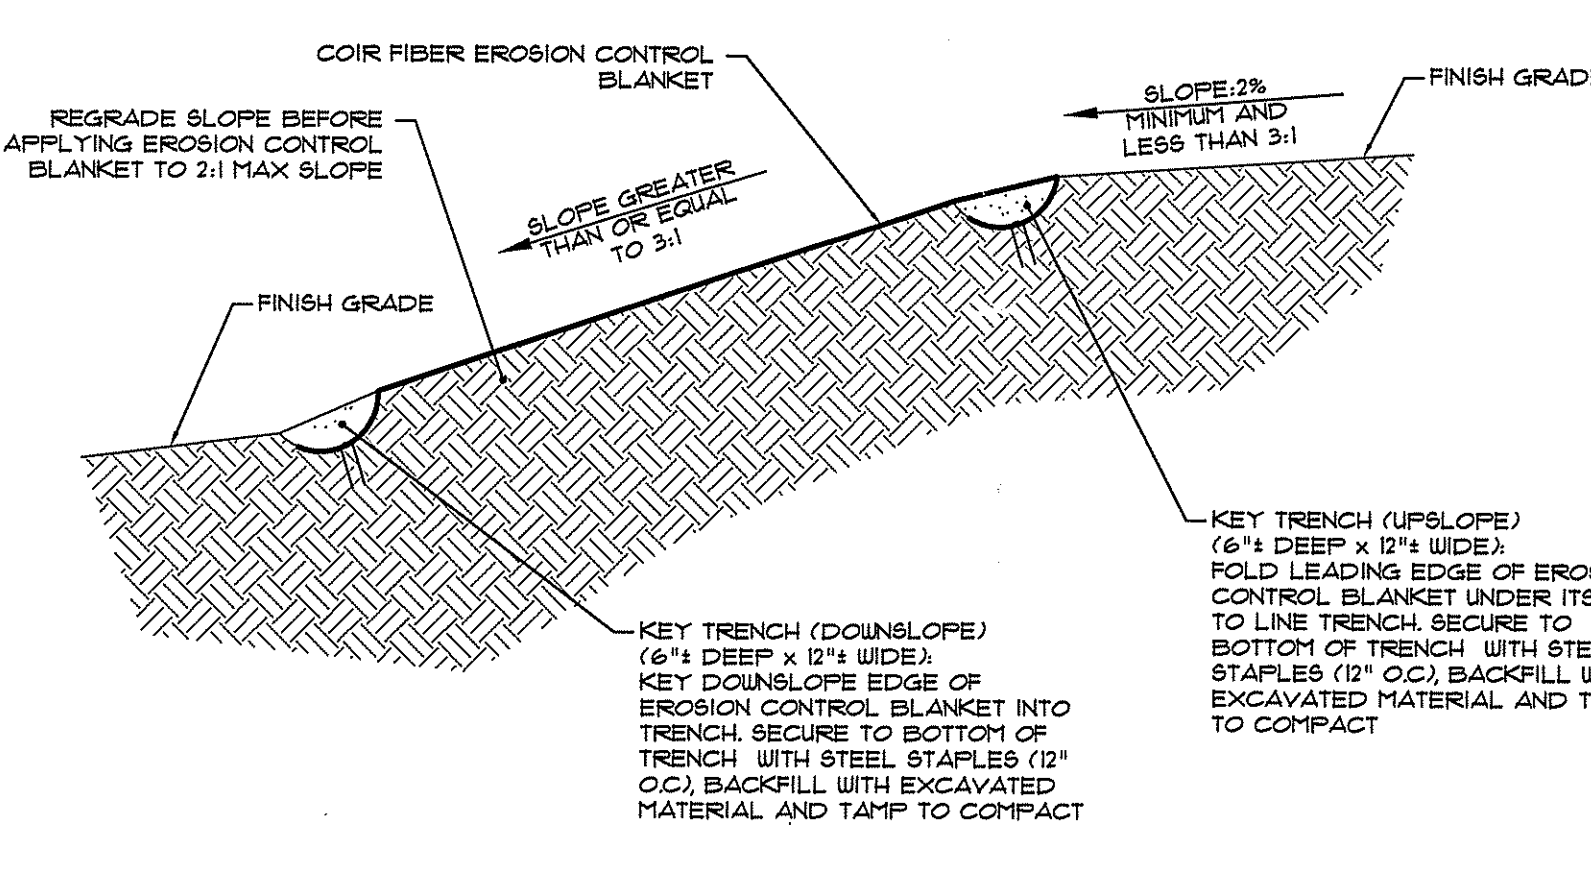 COIR FIBER EROSION CONTROL
BLANKET
REGRADE SLOPE BEFORE
APPLYING EROSION CONTROL
BLANKET TO 2:1 MAX SLOPE
SLOPE:2%
MINIMUM AND
LESS THAN 3:1
FINISH GRADE
SLOPE GREATER
THAN OR EQUAL
TO 3:1
FINISH GRADE
KEY TRENCH (UPSLOPE)
(6"± DEEP x 12"± WIDE):
FOLD LEADING EDGE OF
CONTROL BLANKET UNDER
TO LINE TRENCH. SECURE TO
BOTTOM OF TRENCH WITH
STAPLES (12" O.C), BACKFILL
EXCAVATED MATERIAL AND
TO COMPACT
KEY TRENCH (DOWNSLOPE)
(6"± DEEP x 12"± WIDE):
KEY DOWNSLOPE EDGE OF
EROSION CONTROL BLANKET INTO
TRENCH. SECURE TO BOTTOM OF
TRENCH WITH STEEL STAPLES (12"
O.C), BACKFILL WITH EXCAVATED
MATERIAL AND TAMP TO COMPACT